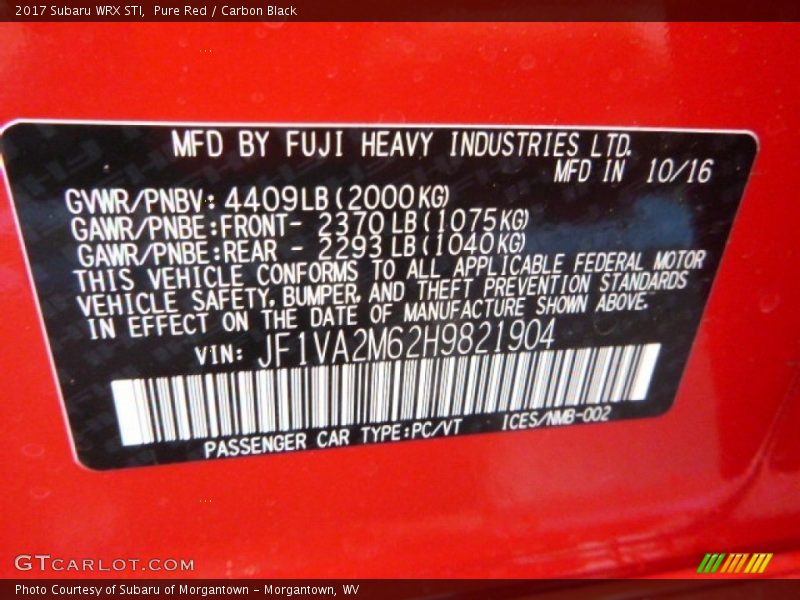 2017 Subaru WRX STI, Pure Red / Carbon Black
MFD BY FUJI HEAVY INDUSTRIES LTD.
MFD IN 10/16
GVWR/PNBV: 4409LB(2000KG)
GAWR/PNBE:FRONT- 2370 LB(1075KG)
GAWR/PNBE:REAR - 2293 LB(1040KG)
THIS VEHICLE CONFORMS TO ALL APPLICABLE FEDERAL MOTOR
VEHICLE SAFETY, BUMPER, AND THEFT PREVENTION STANDARDS
IN EFFECT ON THE DATE OF MANUFACTURE SHOWN ABOVE.
VIN: JF1VA2M62H9821904
PASSENGER CAR TYPE:PC/VT ICES/NMB-002
GTCARLOT.COM
Photo Courtesy of Subaru of Morgantown - Morgantown, WV